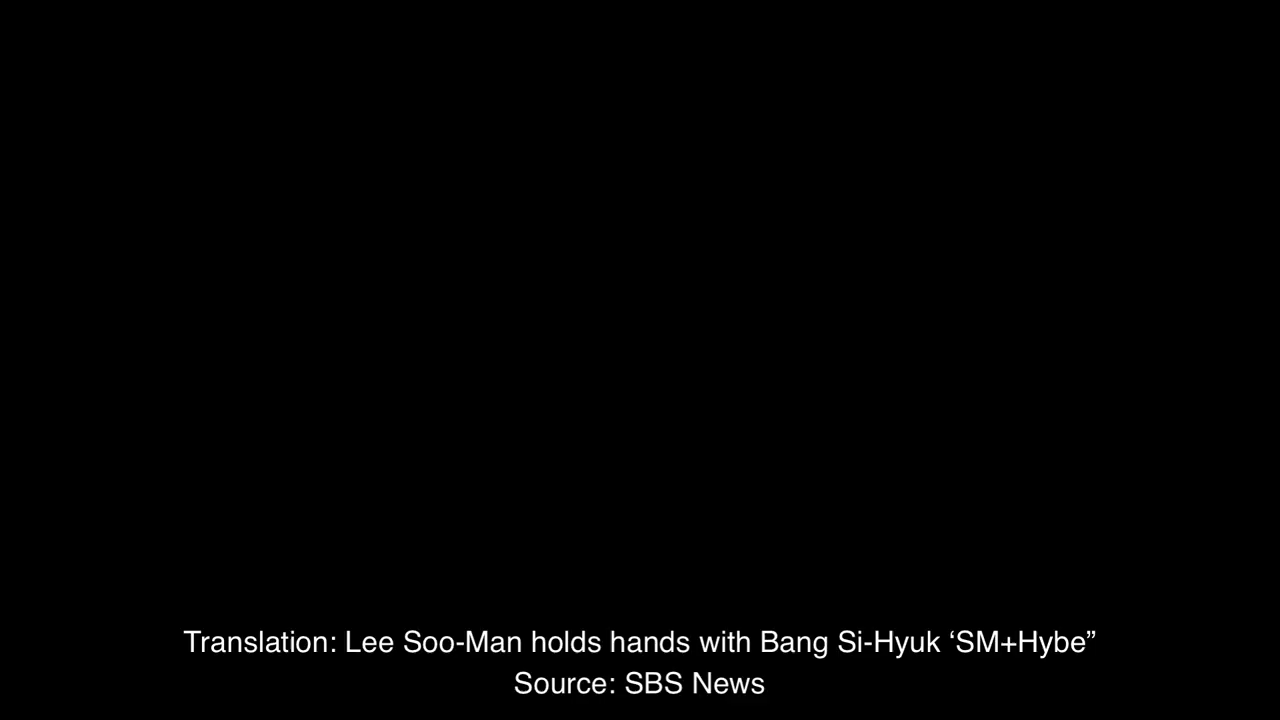 Translation: Lee Soo-Man holds hands with Bang Si-Hyuk ‘SM+Hybe”
Source: SBS News